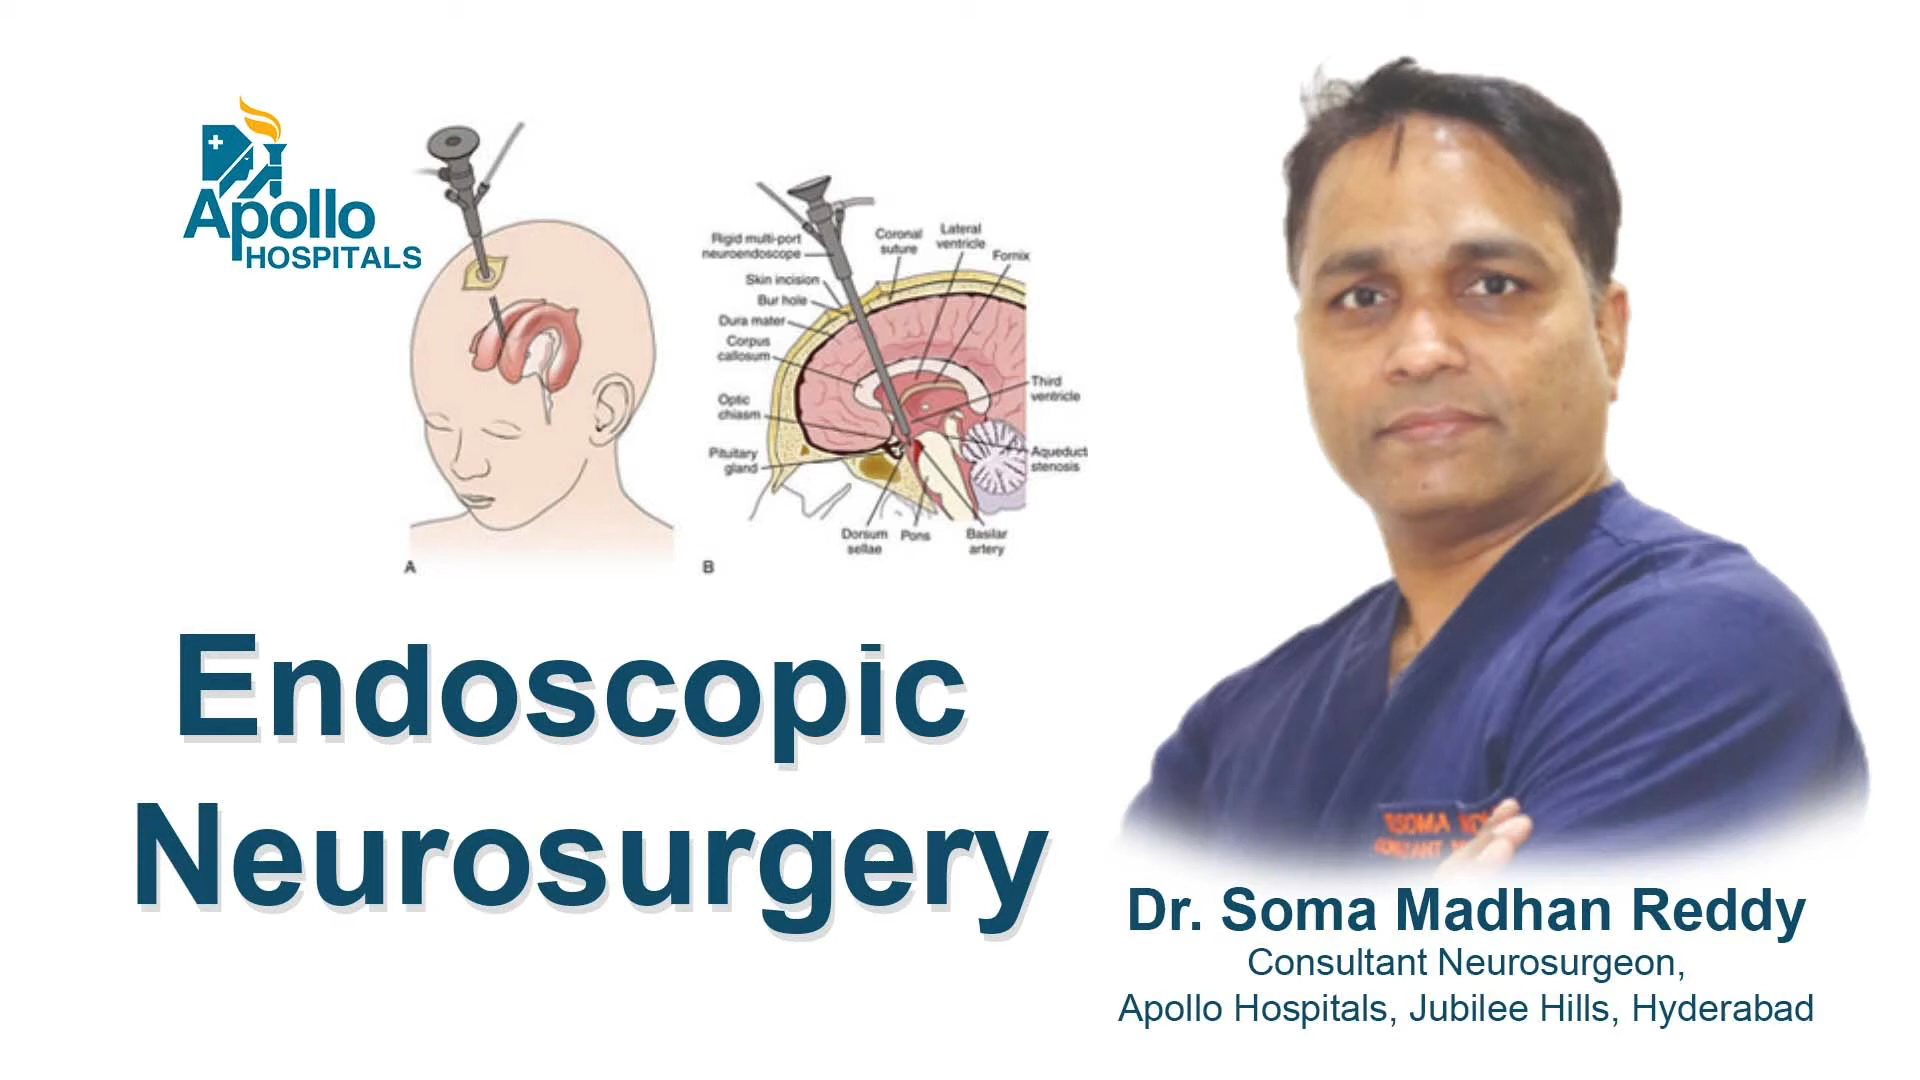 Apollo
HOSPITALS
Rigid multi-port
neuroendoscope
Skin incision
Bur hole
Dura mater
Corpus
callosum
Optic
chiasm
Pituitary
gland
Coronal
suture
Lateral
ventricle
Fornix
Third
ventricle
Aqueduct
stenosis
Dorsum
sellae
Pons
Basilar
artery
A
B
Endoscopic
Neurosurgery
SOMA
Dr. Soma Madhan Reddy
Consultant Neurosurgeon,
Apollo Hospitals, Jubilee Hills, Hyderabad